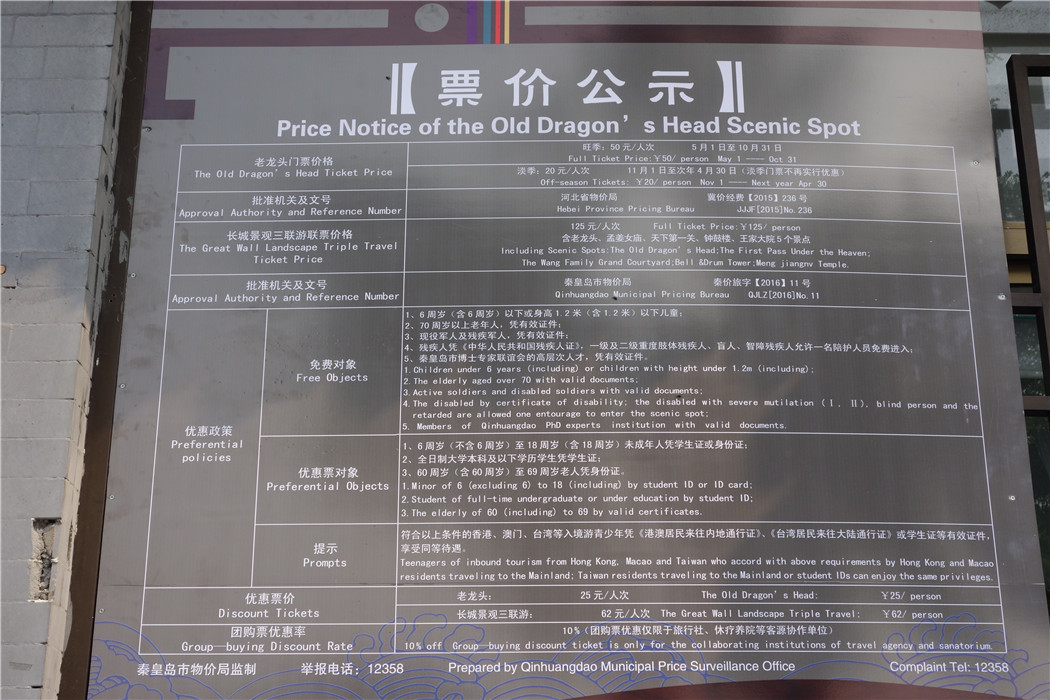 【票价公示】
Price Notice of the Old Dragon's Head Scenic Spot
老龙头门票价格
The Old Dragon's Head Ticket Price
旺季：50元/人次 5月1日至10月31日
Full Ticket Price:￥50/ person May 1 —— Oct 31
淡季：20元/人次 11月1日至次年4月30日（淡季门票不再实行优惠）
Off-season Tickets: ￥20/ person Nov 1 —— Next year Apr 30
批准机关及文号
Approval Authority and Reference Number
河北省物价局 冀价经费【2015】236号
Hebei Province Pricing Bureau JJJF[2015]No.236
长城景观三联游联票价格
The Great Wall Landscape Triple Travel
Ticket Price
125元/人次 Full Ticket Price:￥125/ person
含老龙头、孟姜女庙、天下第一关、钟鼓楼、王家大院5个景点
Including Scenic Spots:The Old Dragon's Head;The First Pass Under the Heaven;
The Wang Family Grand Courtyard;Bell &Drum Tower;Meng jiangnv Temple.
批准机关及文号
Approval Authority and Reference Number
秦皇岛市物价局 秦价旅字【2016】11号
Qinhuangdao Municipal Pricing Bureau QJLZ[2016]No.11
优惠政策
Preferential
policies
免费对象
Free Objects
1、6周岁（含6周岁）以下或身高1.2米（含1.2米）以下儿童；
2、70周岁以上老年人，凭有效证件；
3、现役军人及残疾军人，凭有效证件；
4、残疾人凭《中华人民共和国残疾人证》，一级及二级重度肢体残疾人、盲人、智障残疾人允许一名陪护人员免费进入；
5、秦皇岛市博士专家联谊会的高层次人才，凭有效证件。
1.Children under 6 years (including) or children with height under 1.2m (including);
2.The elderly aged over 70 with valid documents;
3.Active soldiers and disabled soldiers with valid documents;
4.The disabled by certificate of disability; the disabled with severe mutilation (Ⅰ, Ⅱ), blind person and the
retarded are allowed one entourage to enter the scenic spot;
5. Members of Qinhuangdao PhD experts institution with valid documents.
优惠票对象
Preferential Objects
1、6周岁（不含6周岁）至18周岁（含18周岁）未成年人凭学生证或身份证；
2、全日制大学本科及以下学历学生凭学生证；
3、60周岁（含60周岁）至69周岁老人凭身份证。
1.Minor of 6 (excluding 6) to 18 (including) by student ID or ID card;
2.Student of full-time undergraduate or under education by student ID;
3.The elderly of 60 (including) to 69 by valid certificates.
提示
Prompts
符合以上条件的香港、澳门、台湾等入境游青少年凭《港澳居民来往内地通行证》、《台湾居民来往大陆通行证》或学生证等有效证件，
享受同等待遇。
Teenagers of inbound tourism from Hong Kong, Macao and Taiwan who accord with above requirements by Hong Kong and Macao
residents traveling to the Mainland; Taiwan residents traveling to the Mainland or student IDs can enjoy the same privileges.
优惠票价
Discount Tickets
老龙头： 25元/人次 The Old Dragon's Head: ￥25/ person
长城景观三联游： 62元/人次 The Great Wall Landscape Triple Travel: ￥62/ person
团购票优惠率
Group—buying Discount Rate
10%（团购票优惠仅限于旅行社、休疗养院等客源协作单位）
10% off Group—buying discount ticket is only for the collaborating institutions of travel agency and sanatorium.
秦皇岛市物价局监制 举报电话：12358 Prepared by Qinhuangdao Municipal Price Surveillance Office Complaint Tel: 12358